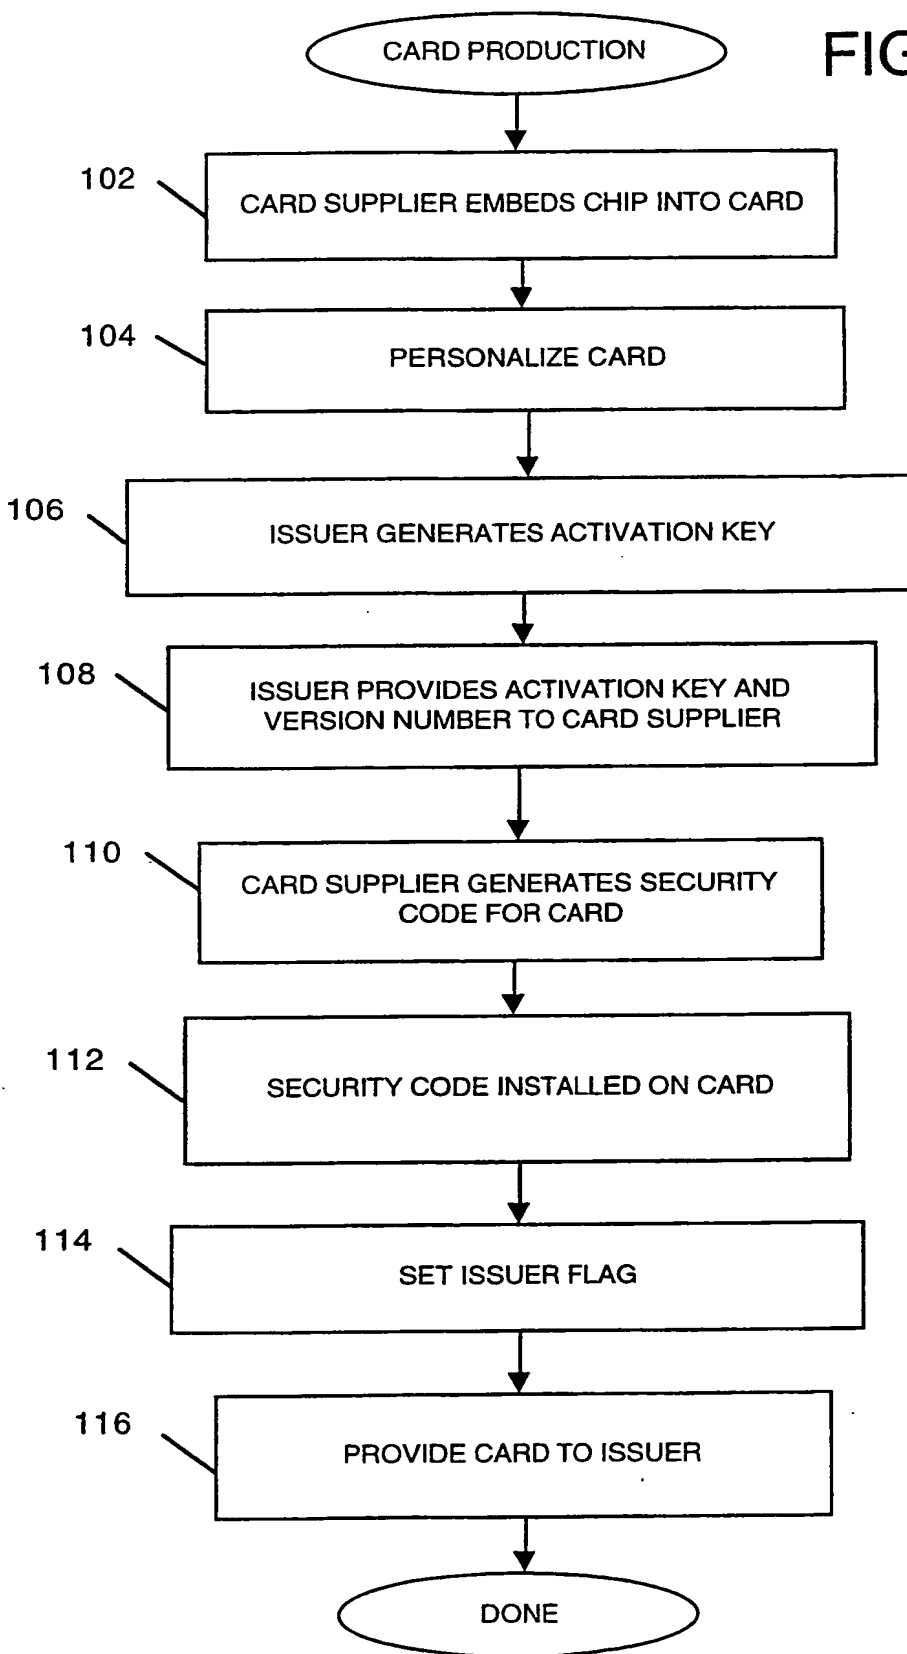 CARD PRODUCTION
FIG
102
CARD SUPPLIER EMBEDS CHIP INTO CARD
104
PERSONALIZE CARD
106
ISSUER GENERATES ACTIVATION KEY
108
ISSUER PROVIDES ACTIVATION KEY AND
VERSION NUMBER TO CARD SUPPLIER
110
CARD SUPPLIER GENERATES SECURITY
CODE FOR CARD
112
SECURITY CODE INSTALLED ON CARD
114
SET ISSUER FLAG
116
PROVIDE CARD TO ISSUER
DONE